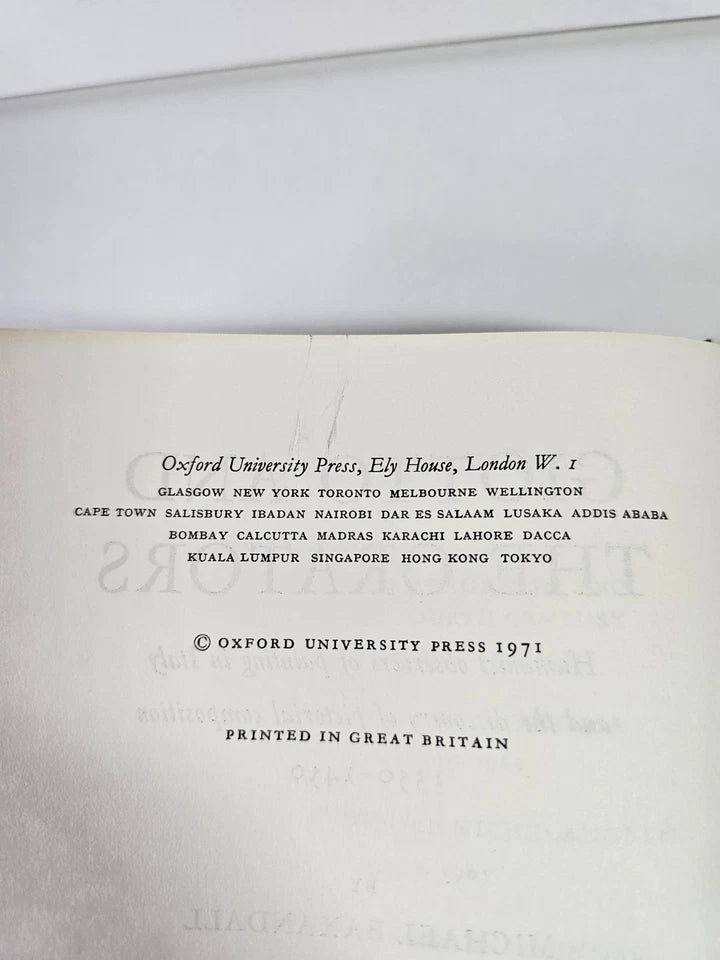 Oxford University Press, Ely House, London W. 1
GLASGOW NEW YORK TORONTO MELBOURNE WELLINGTON
CAPE TOWN SALISBURY IBADAN NAIROBI DAR ES SALAAM LUSAKA ADDIS ABABA
BOMBAY CALCUTTA MADRAS KARACHI LAHORE DACCA
KUALA LUMPUR SINGAPORE HONG KONG TOKYO
© OXFORD UNIVERSITY PRESS 1971
PRINTED IN GREAT BRITAIN